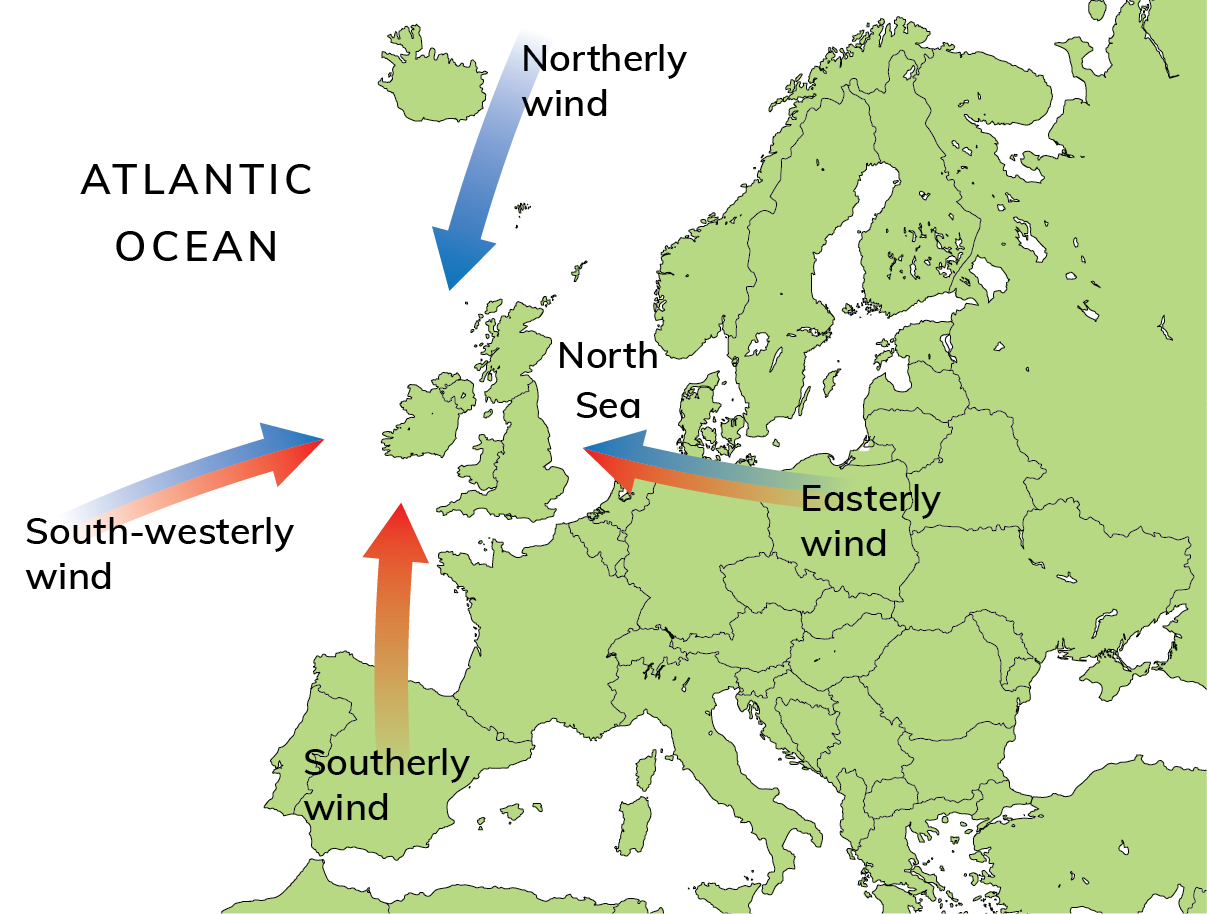 Northerly
wind
ATLANTIC
OCEAN
North
Sea
South-westerly
wind
Easterly
wind
Southerly
wind